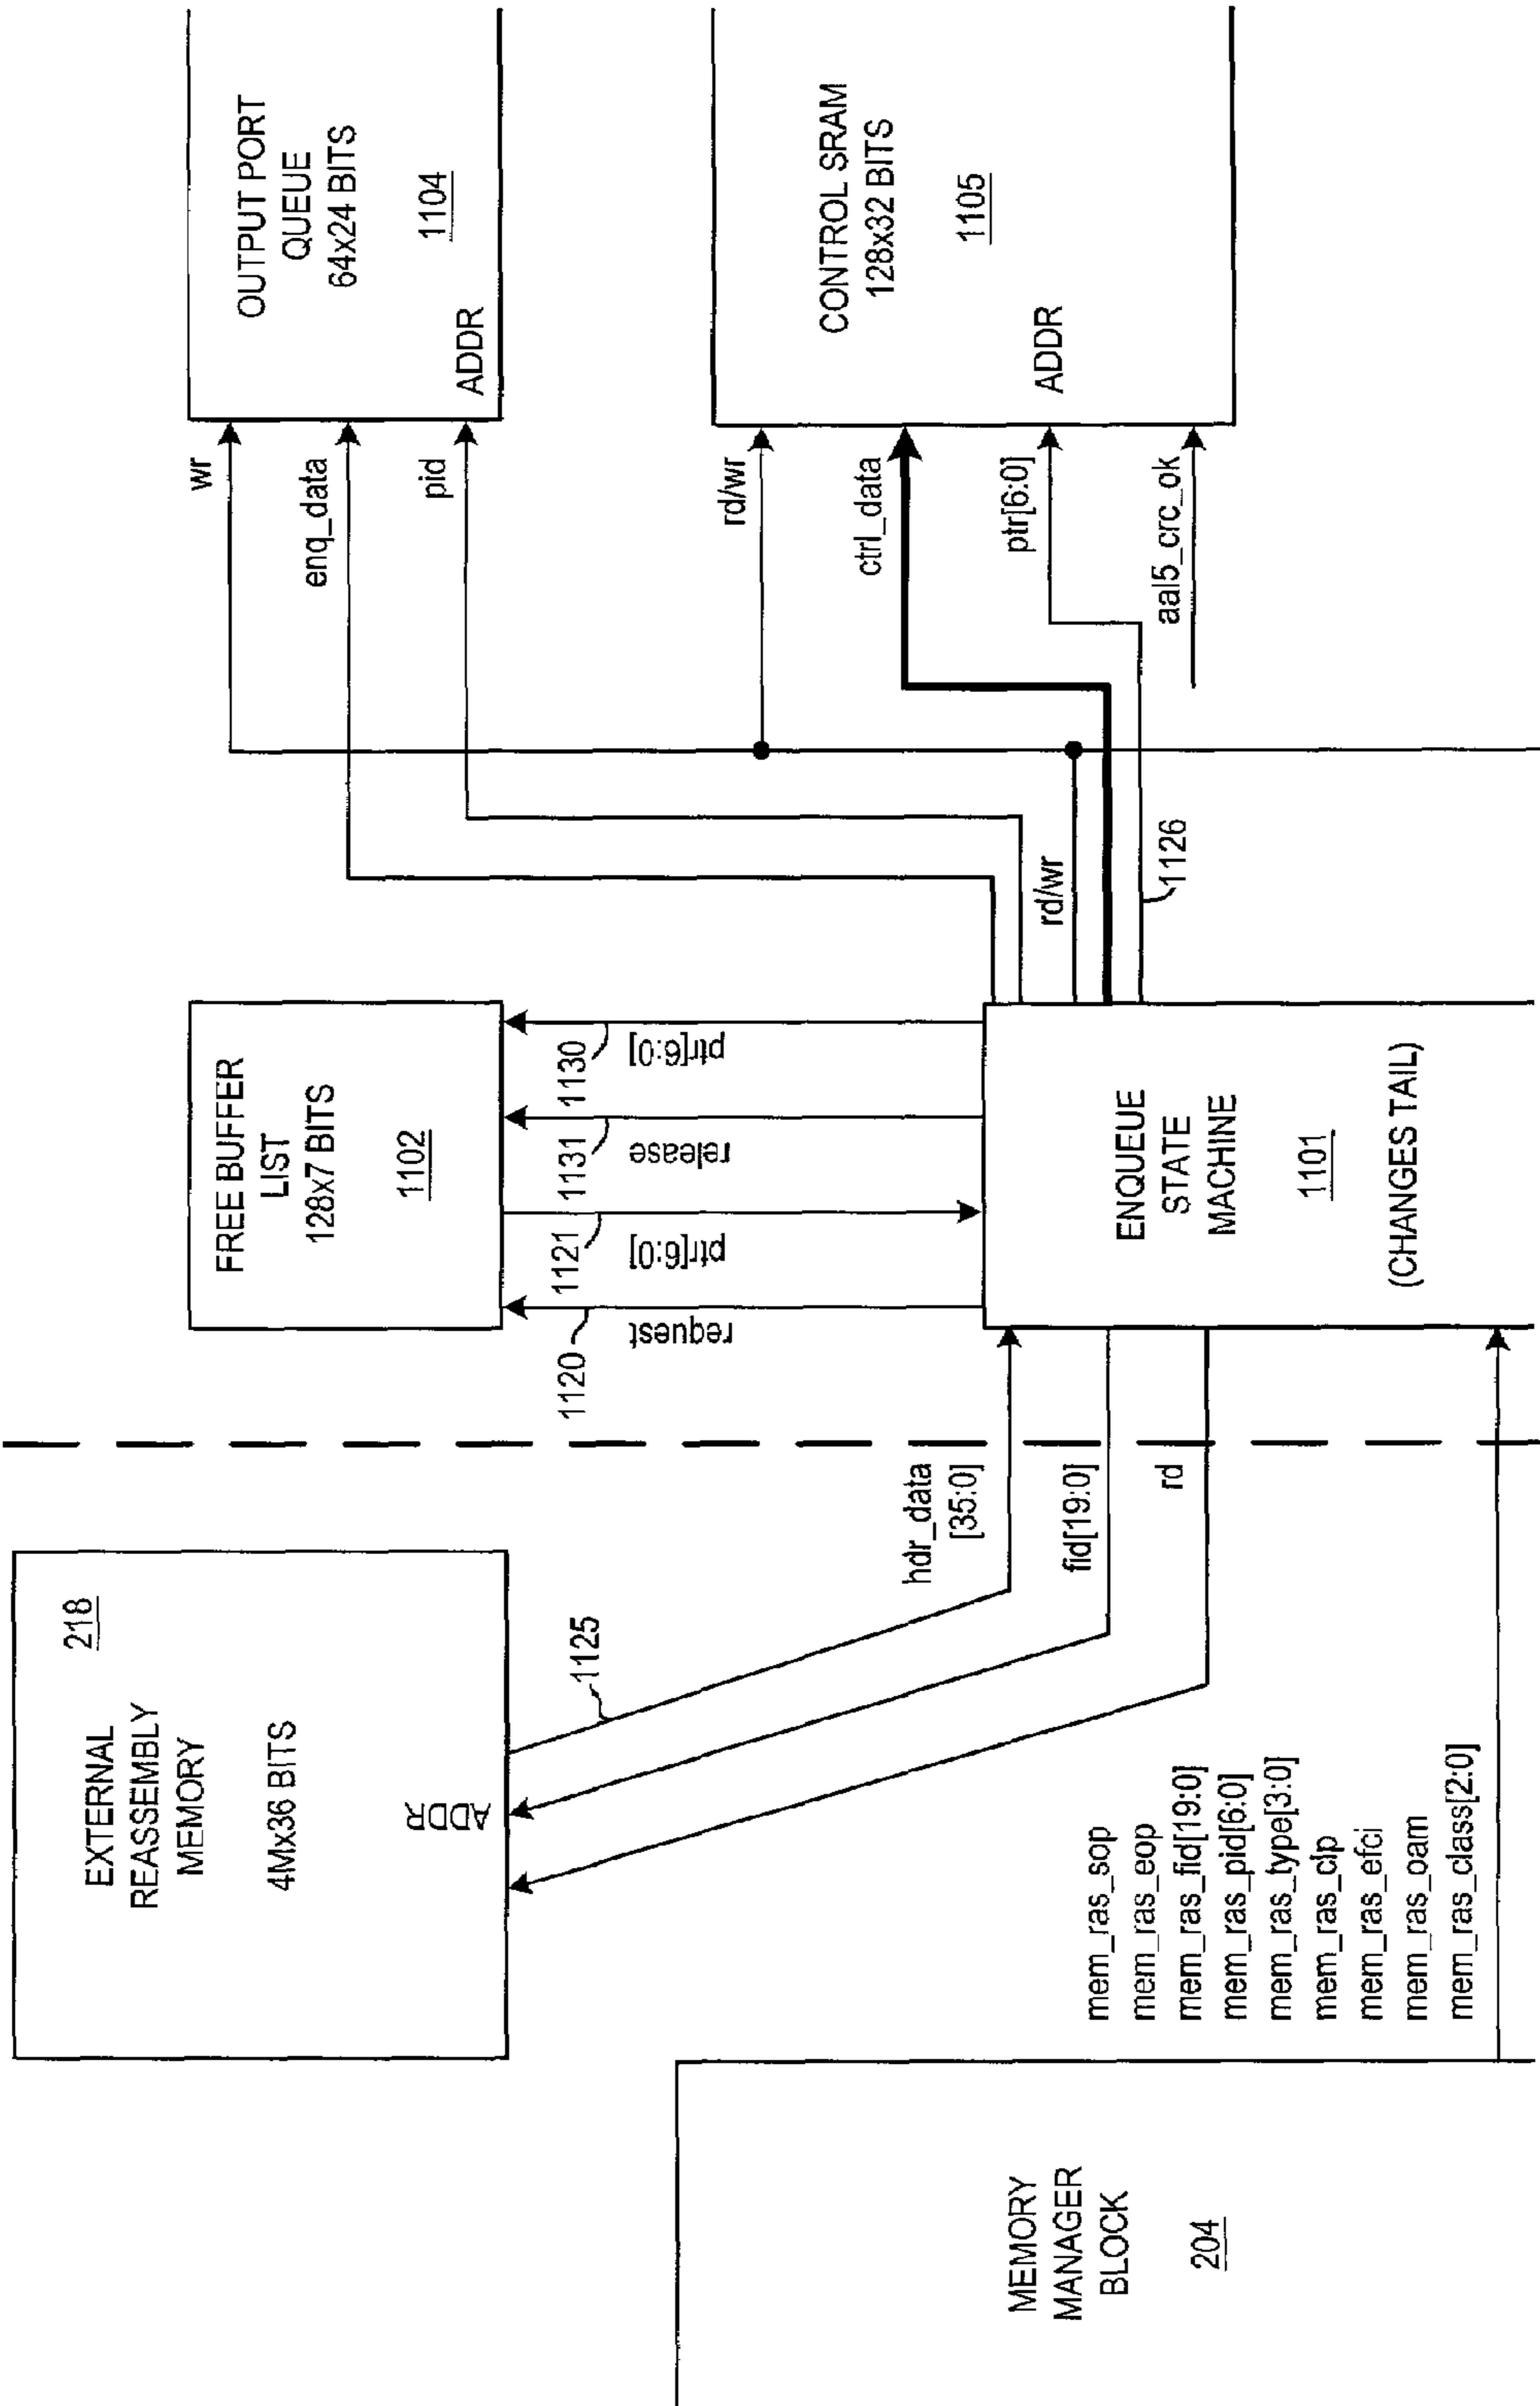 EXTERNAL
REASSEMBLY
MEMORY
218
4Mx36 BITS
ADDR
1125
hdr_data
[35:0]
fid[19:0]
rd
MEMORY
MANAGER
BLOCK
204
mem_ras_sop
mem_ras_eop
mem_ras_fid[19:0]
mem_ras_pid[6:0]
mem_ras_type[3:0]
mem_ras_clp
mem_ras_efci
mem_ras_oam
mem_ras_class[2:0]
FREE BUFFER
LIST
128x7 BITS
1102
1120
request
1121
ptr[6:0]
1131
release
1130
ptr[6:0]
ENQUEUE
STATE
MACHINE
1101
(CHANGES TAIL)
rd/wr
1126
wr
enq_data
pid
OUTPUT PORT
QUEUE
64x24 BITS
1104
ADDR
rd/wr
ctrl_data
ptr[6:0]
aal5_crc_ok
CONTROL SRAM
128x32 BITS
1105
ADDR